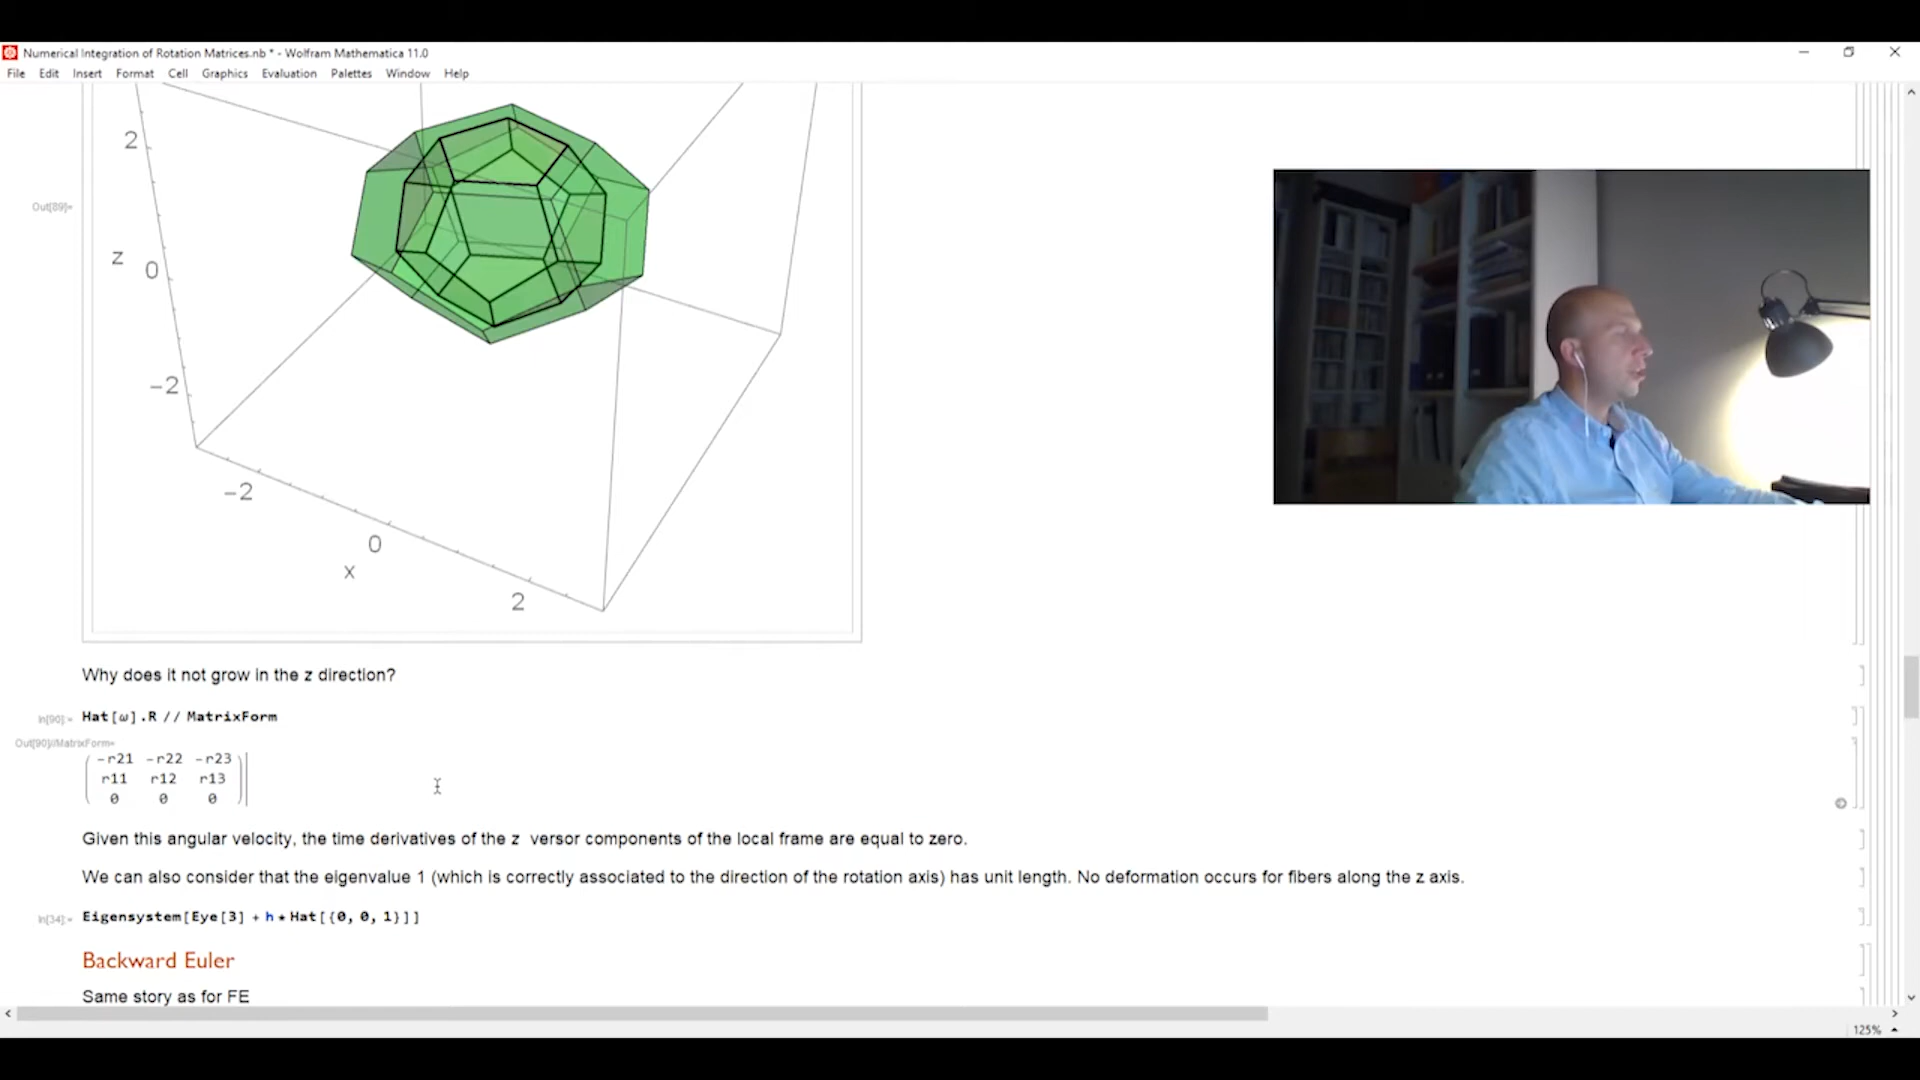 Numerical Integration of Rotation Matrices.nb * - Wolfram Mathematica 11.0
File Edit Insert Format Cell Graphics Evaluation Palettes Window Help
2
Out[89]=
z
0
-2
-2
0
x
2
Why does it not grow in the z direction?
In[90]:= Hat[ω].R // MatrixForm
Out[90]//MatrixForm=
-r21 -r22 -r23
r11 r12 r13
0 0 0
Given this angular velocity, the time derivatives of the z versor components of the local frame are equal to zero.
We can also consider that the eigenvalue 1 (which is correctly associated to the direction of the rotation axis) has unit length. No deformation occurs for fibers along the z axis.
In[34]:= Eigensystem[Eye[3] + h * Hat[{0, 0, 1}]]
Backward Euler
Same story as for FE
125%